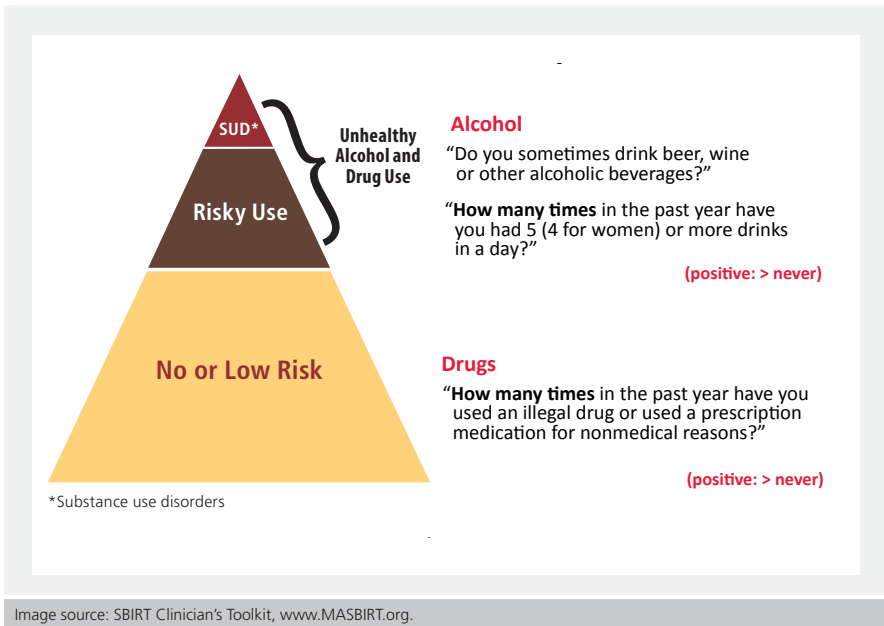 SUD*
Risky Use
No or Low Risk
*Substance use disorders
Unhealthy
Alcohol and
Drug Use
Alcohol
“Do you sometimes drink beer, wine
or other alcoholic beverages?”
“How many times in the past year have
you had 5 (4 for women) or more drinks
in a day?”
(positive: > never)
Drugs
“How many times in the past year have you
used an illegal drug or used a prescription
medication for nonmedical reasons?”
(positive: > never)
Image source: SBIRT Clinician’s Toolkit, www.MASBIRT.org.